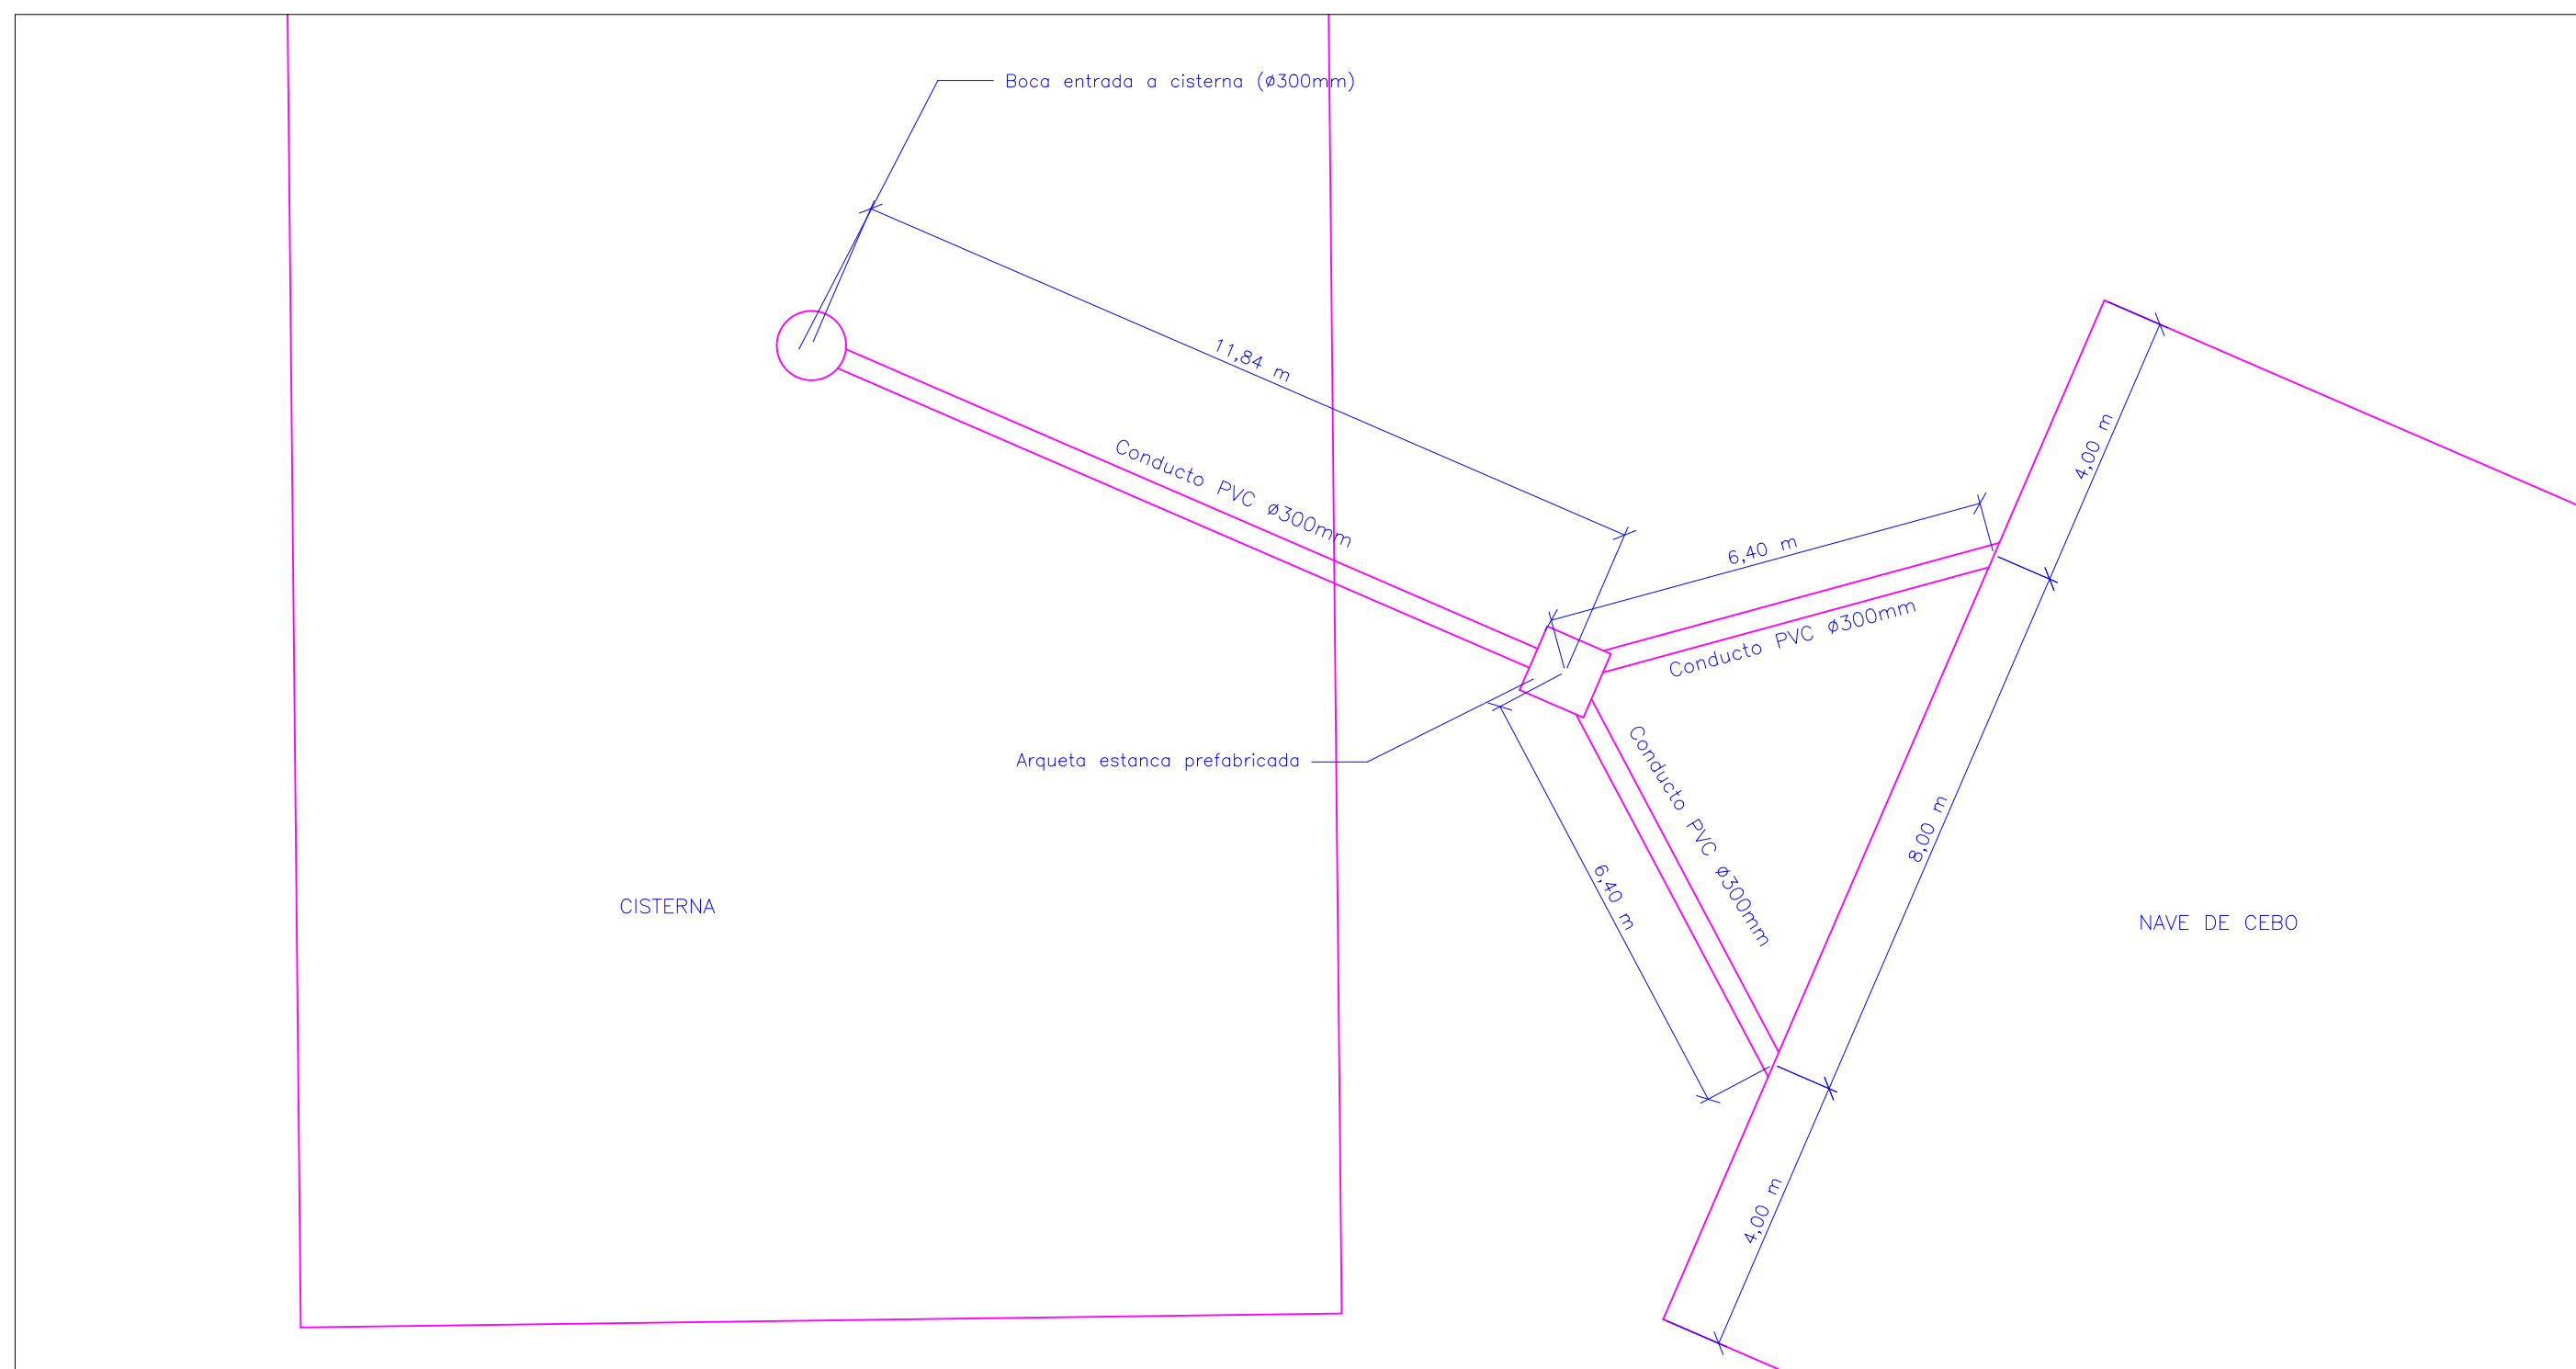 Boca entrada a cisterna (ø300mm)
11,84 m
4,00 m
Conducto PVC ø300mm
6,40 m
Conducto PVC ø300mm
Arqueta estanca prefabricada
Conducto PVC ø300mm
8,00 m
6,40 m
CISTERNA
NAVE DE CEBO
4,00 m